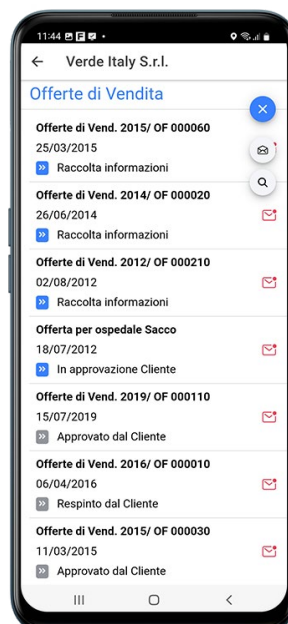 11:44
Verde Italy S.r.l.
Offerte di Vendita
Offerte di Vend. 2015/ OF 000060
25/03/2015
Raccolta informazioni
Offerte di Vend. 2014/ OF 000020
26/06/2014
Raccolta informazioni
Offerte di Vend. 2012/ OF 000210
02/08/2012
Raccolta informazioni
Offerta per ospedale Sacco
18/07/2012
In approvazione Cliente
Offerte di Vend. 2019/ OF 000110
15/07/2019
Approvato dal Cliente
Offerte di Vend. 2016/ OF 000010
06/04/2016
Respinto dal Cliente
Offerte di Vend. 2015/ OF 000030
11/03/2015
Approvato dal Cliente